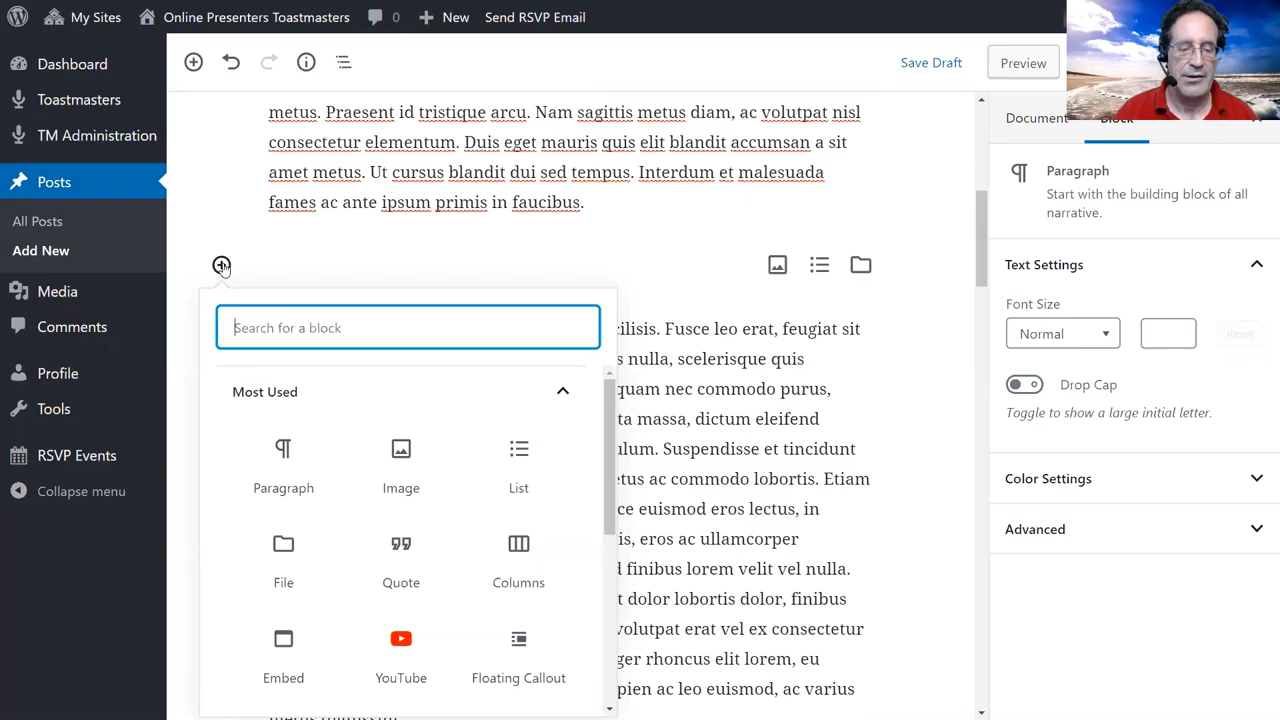 My Sites
Online Presenters Toastmasters
0
New
Send RSVP Email
Dashboard
Toastmasters
TM Administration
Posts
All Posts
Add New
Media
Comments
Profile
Tools
RSVP Events
Collapse menu
Save Draft
Preview
metus. Praesent id tristique arcu. Nam sagittis metus diam, ac volutpat nisl
consectetur elementum. Duis eget mauris quis elit blandit accumsan a sit
amet metus. Ut cursus blandit dui sed tempus. Interdum et malesuada
fames ac ante ipsum primis in faucibus.
Search for a block
Most Used
Paragraph
Image
List
File
Quote
Columns
Embed
YouTube
Floating Callout
cilisis. Fusce leo erat, feugiat sit
nulla, scelerisque quis
quam nec commodo purus,
ta massa, dictum eleifend
ulum. Suspendisse et tincidunt
etus ac commodo lobortis. Etiam
ce euismod eros lectus, in
is, eros ac ullamcorper
finibus lorem velit vel nulla.
t dolor lobortis dolor, finibus
volutpat erat vel ex consectetur
ger rhoncus elit lorem, eu
pien ac leo euismod, ac varius
Document
Block
Paragraph
Start with the building block of all
narrative.
Text Settings
Font Size
Normal
Reset
Drop Cap
Toggle to show a large initial letter.
Color Settings
Advanced